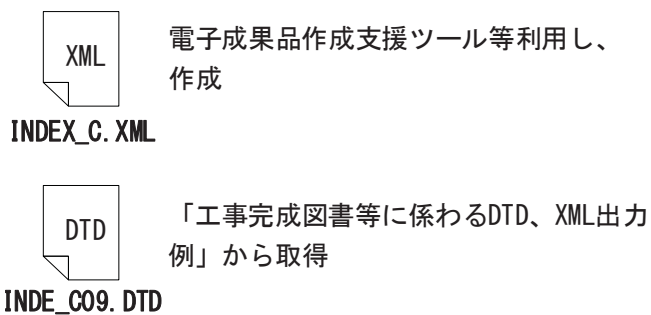 XML
電子成果品作成支援ツール等利用し、
作成
INDEX_C.XML
DTD
「工事完成図書等に係わるDTD、XML出力
例」から取得
INDE_C09.DTD